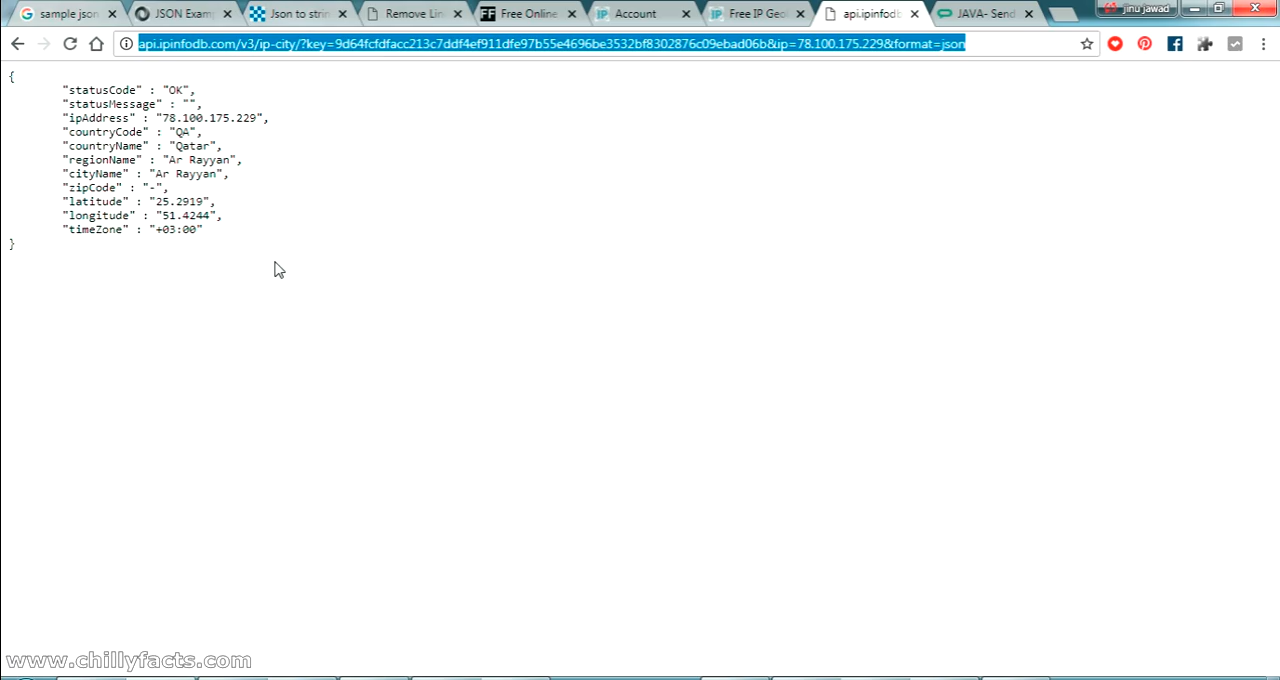 sample json
JSON Exam
Json to strin
Remove Lin
Free Online
Account
Free IP Geo
api.ipinfodb
JAVA- Send
jinu jawad
api.ipinfodb.com/v3/ip-city/?key=9d64fcfdfacc213c7ddf4ef911dfe97b55e4696be3532bf8302876c09ebad06b&ip=78.100.175.229&format=json
{
"statusCode" : "OK",
"statusMessage" : "",
"ipAddress" : "78.100.175.229",
"countryCode" : "QA",
"countryName" : "Qatar",
"regionName" : "Ar Rayyan",
"cityName" : "Ar Rayyan",
"zipCode" : "-",
"latitude" : "25.2919",
"longitude" : "51.4244",
"timeZone" : "+03:00"
}
www.chillyfacts.com